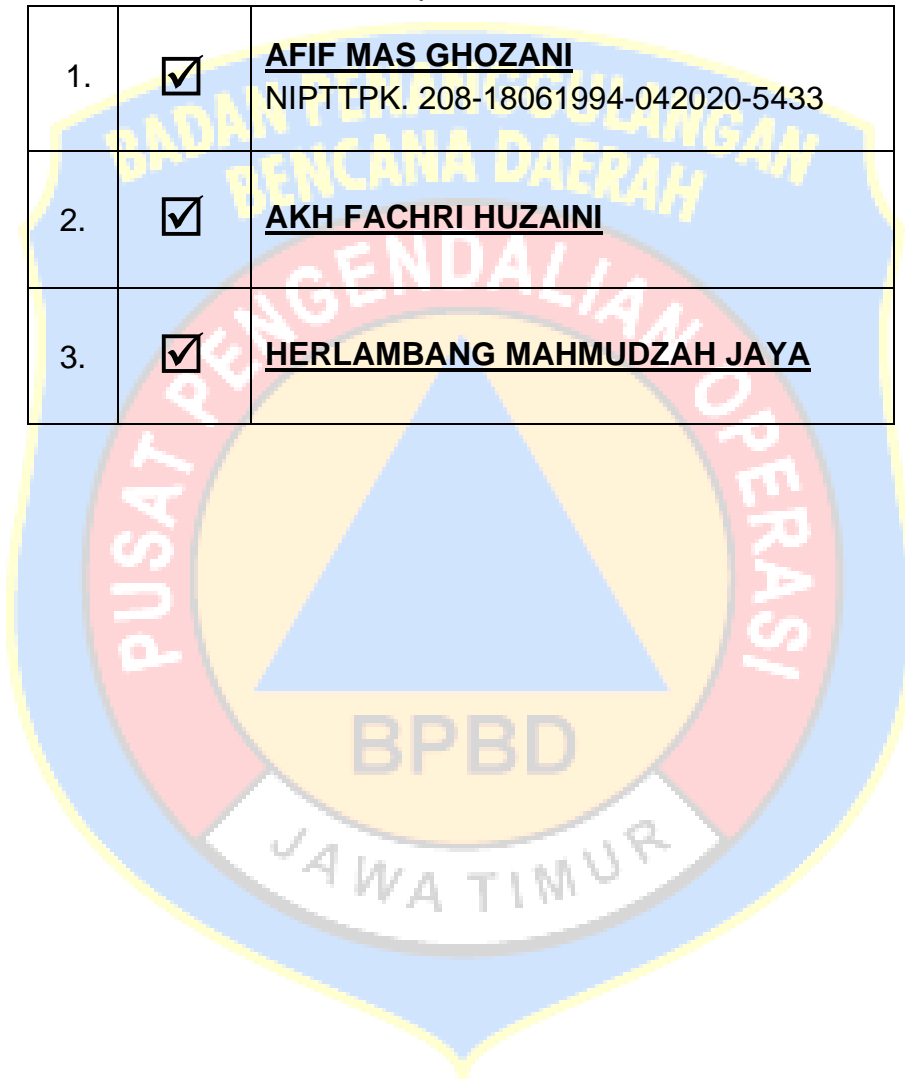 1. ☑ AFIF MAS GHOZANI
NIPTTPK. 208-18061994-042020-5433
2. ☑ AKH FACHRI HUZAINI
3. ☑ HERLAMBANG MAHMUDZAH JAYA
BADAN PENANGGULANGAN
BENCANA DAERAH
PUSAT PENGENDALIAN OPERASI
BPBD
JAWA TIMUR